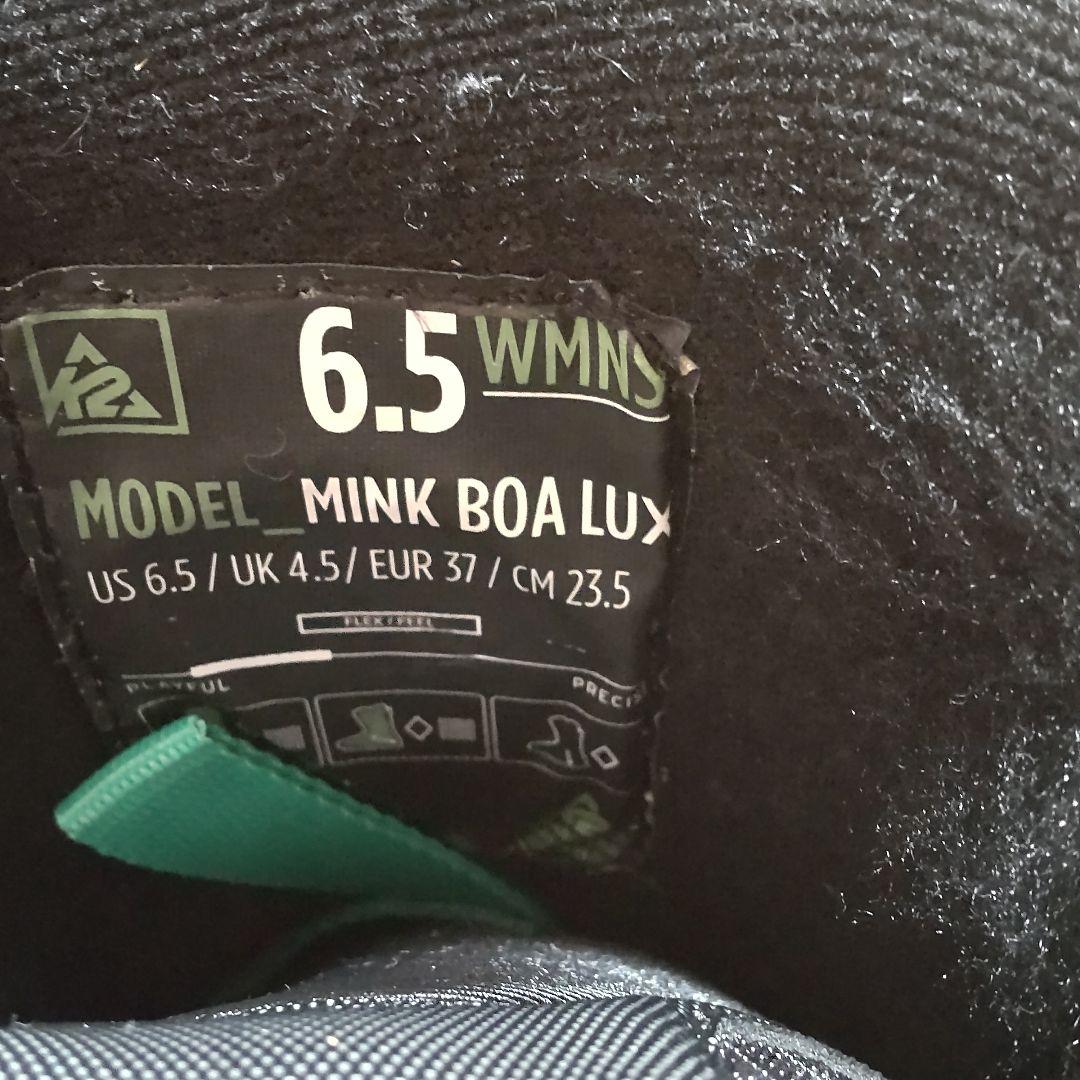 K2
6.5 WMNS
MODEL_MINK BOA LUX
US 6.5 / UK 4.5/ EUR 37 / CM 23.5
FLEX/FEEL
PLAYFUL